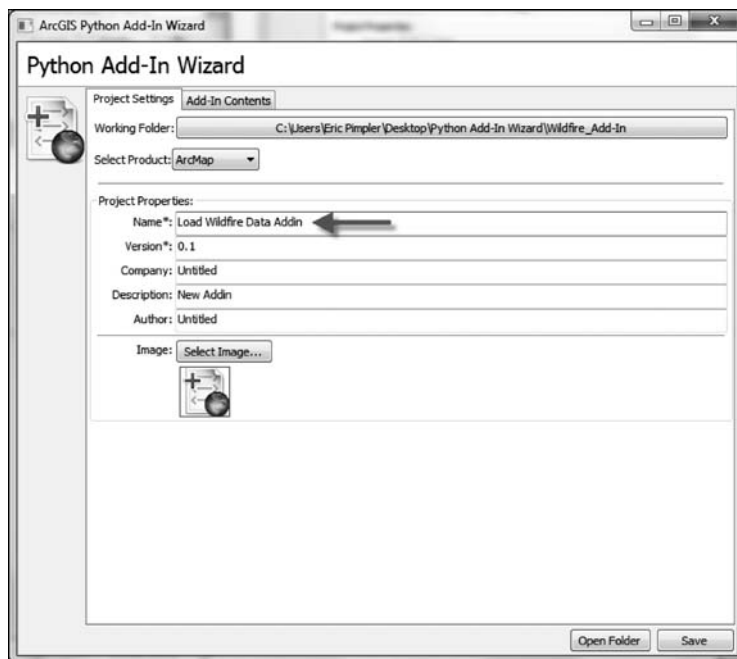 ArcGIS Python Add-In Wizard
Python Add-In Wizard
Project Settings
Add-In Contents
Working Folder: C:\Users\Eric Pimpler\Desktop\Python Add-In Wizard\Wildfire_Add-In
Select Product: ArcMap
Project Properties:
Name*: Load Wildfire Data Addin
Version*: 0.1
Company: Untitled
Description: New Addin
Author: Untitled
Image: Select Image...
Open Folder
Save